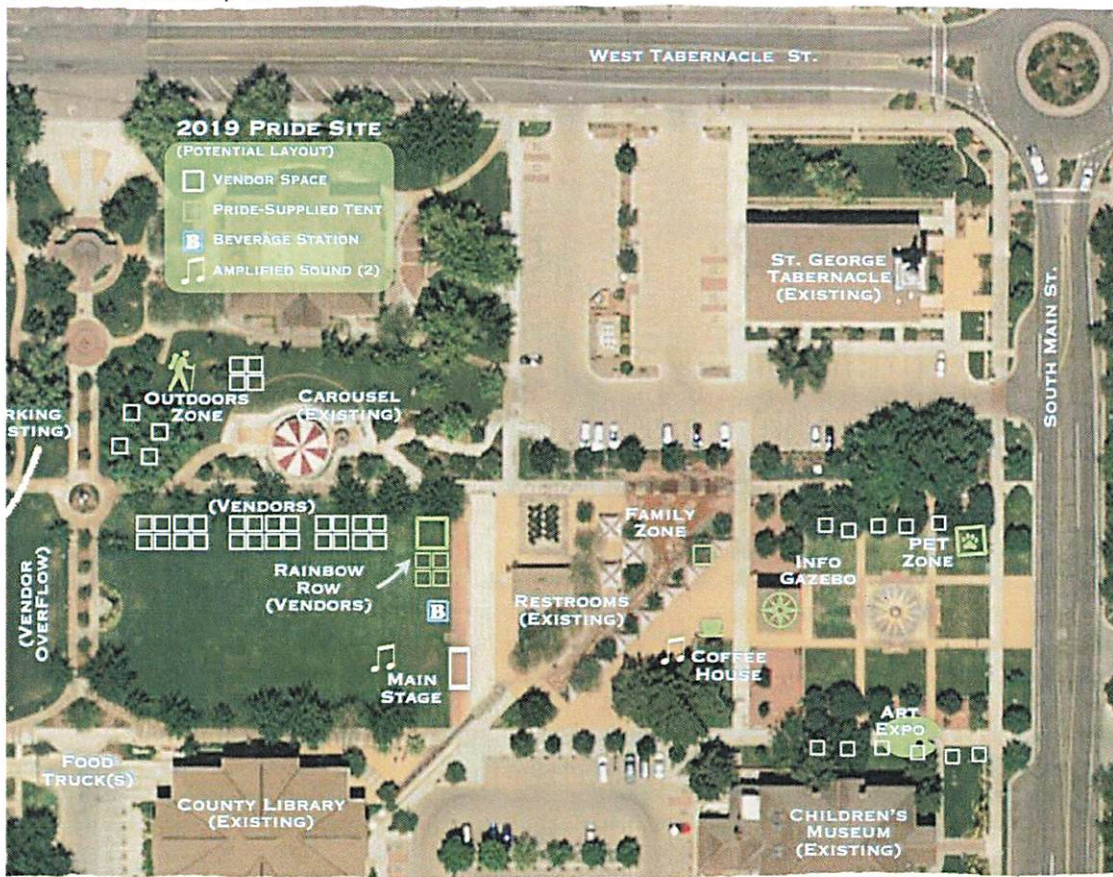 WEST TABERNACLE ST.
2019 PRIDE SITE
(POTENTIAL LAYOUT)
VENDOR SPACE
PRIDE-SUPPLIED TENT
B BEVERAGE STATION
AMPLIFIED SOUND (2)
ST. GEORGE
TABERNACLE
(EXISTING)
SOUTH MAIN ST.
OUTDOORS
ZONE
CAROUSEL
(EXISTING)
RKING
ISTING)
(VENDORS)
FAMILY
ZONE
INFO
GAZEBO
PET
ZONE
RAINBOW
ROW
(VENDORS)
B
RESTROOMS
(EXISTING)
(VENDOR
OVERFLOW)
MAIN
STAGE
COFFEE
HOUSE
ART
EXPO
FOOD
TRUCK(S)
COUNTY LIBRARY
(EXISTING)
CHILDREN'S
MUSEUM
(EXISTING)